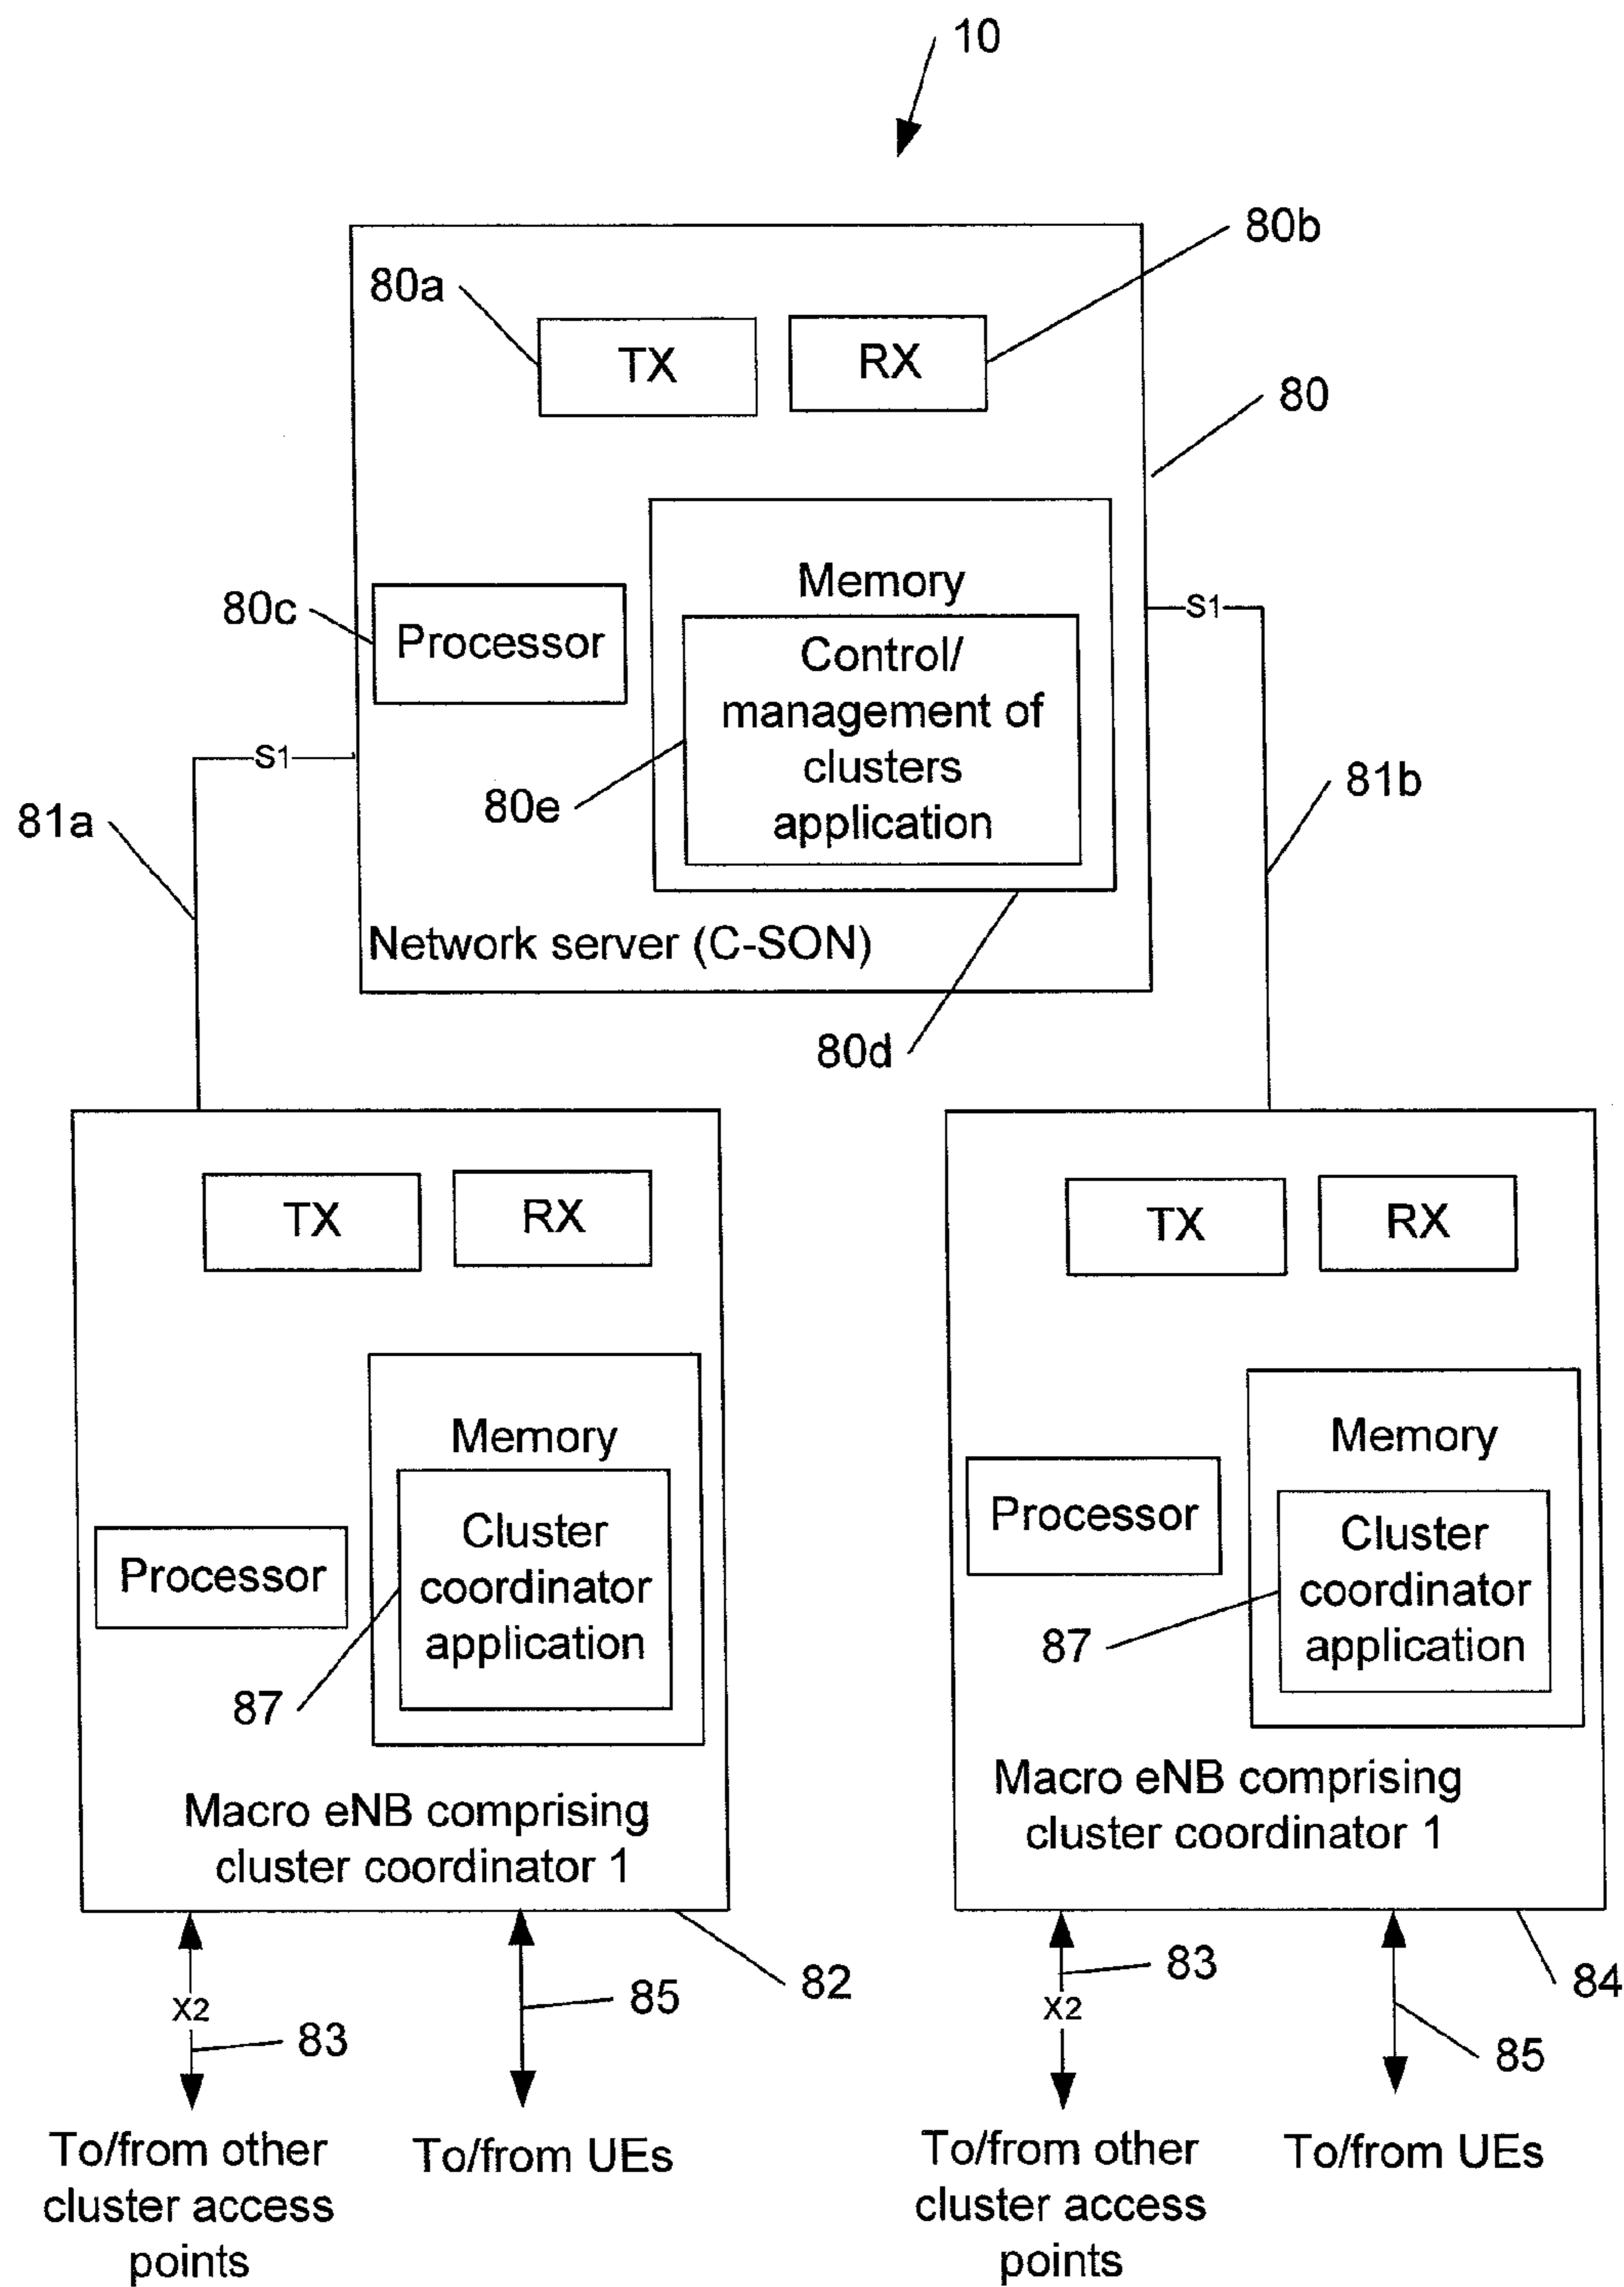 10
80b
80a
TX
RX
80
Memory
80c
Processor
S1
Control/
management of
clusters
application
S1
80e
81b
81a
Network server (C-SON)
80d
TX
RX
TX
RX
Memory
Memory
Processor
Cluster
coordinator
application
Processor
Cluster
coordinator
application
87
87
Macro eNB comprising
cluster coordinator 1
Macro eNB comprising
cluster coordinator 1
82
83
84
X2
85
X2
83
85
To/from other
cluster access
points
To/from UEs
To/from other
cluster access
points
To/from UEs